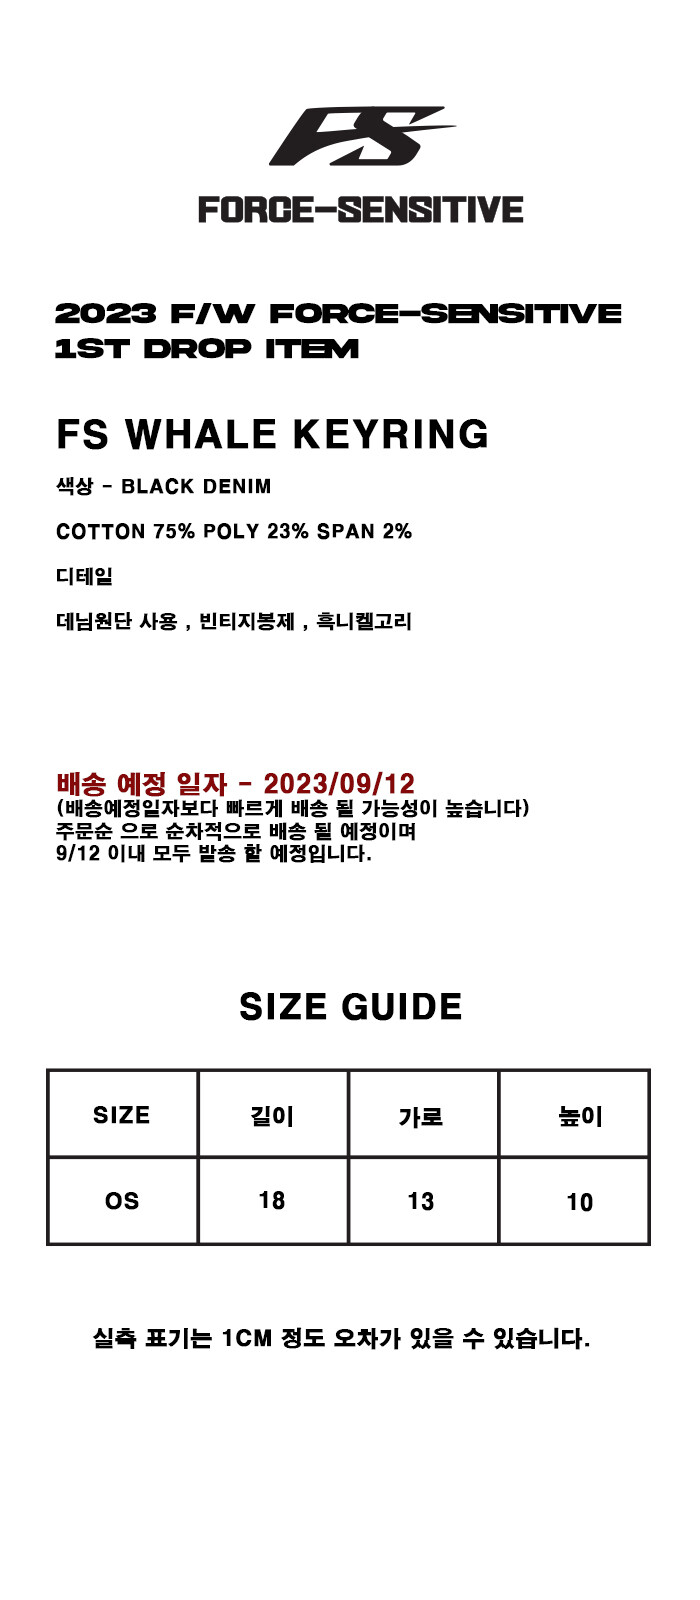 FS
FORCE-SENSITIVE
2023 F/W FORCE-SENSITIVE
1ST DROP ITEM
FS WHALE KEYRING
색상 - BLACK DENIM
COTTON 75% POLY 23% SPAN 2%
디테일
데님원단 사용 , 빈티지봉제 , 흑니켈고리
배송 예정 일자 - 2023/09/12
(배송예정일자보다 빠르게 배송 될 가능성이 높습니다)
주문순 으로 순차적으로 배송 될 예정이며
9/12 이내 모두 발송 할 예정입니다.
SIZE GUIDE
SIZE 길이 가로 높이
OS 18 13 10
실측 표기는 1CM 정도 오차가 있을 수 있습니다.